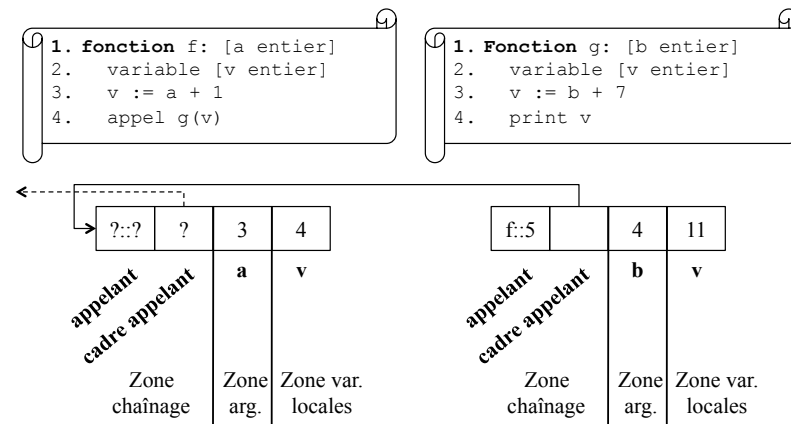 1. fonction f: [a entier]
2. variable [v entier]
3. v := a + 1
4. appel g(v)
1. Fonction g: [b entier]
2. variable [v entier]
3. v := b + 7
4. print v
?::? ? 3 4
appelant cadre appelant a v
Zone chaînage
Zone arg.
Zone var. locales
f::5 4 11
appelant cadre appelant b v
Zone chaînage
Zone arg.
Zone var. locales